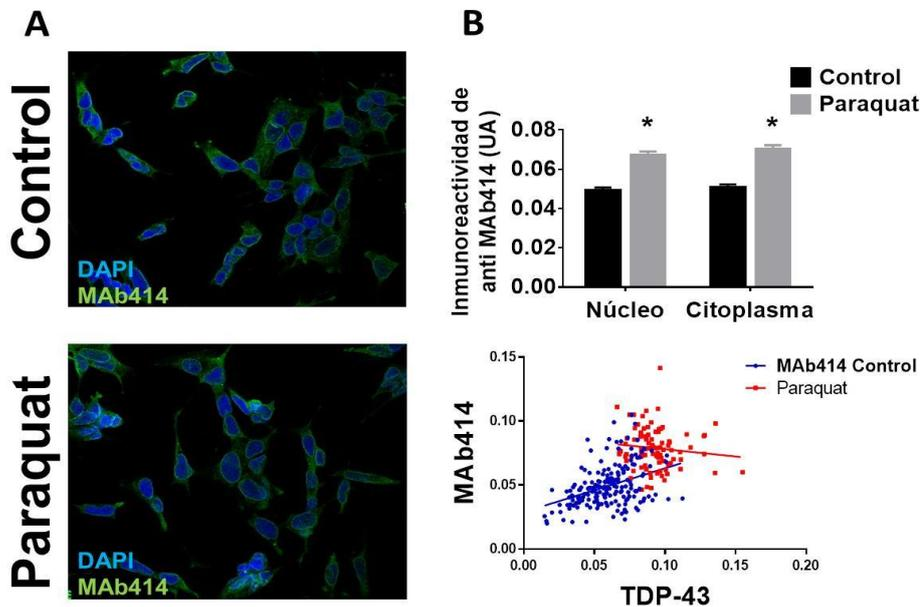 A
Control
DAPI
MAb414
Paraquat
DAPI
MAb414
B
Control
Paraquat
Inmunoreactividad de
anti MAb414 (UA)
0.08
0.06
0.04
0.02
0.00
*
*
Núcleo
Citoplasma
MAb414
0.15
0.10
0.05
0.00
0.00
0.05
0.10
0.15
0.20
TDP-43
MAb414 Control
Paraquat